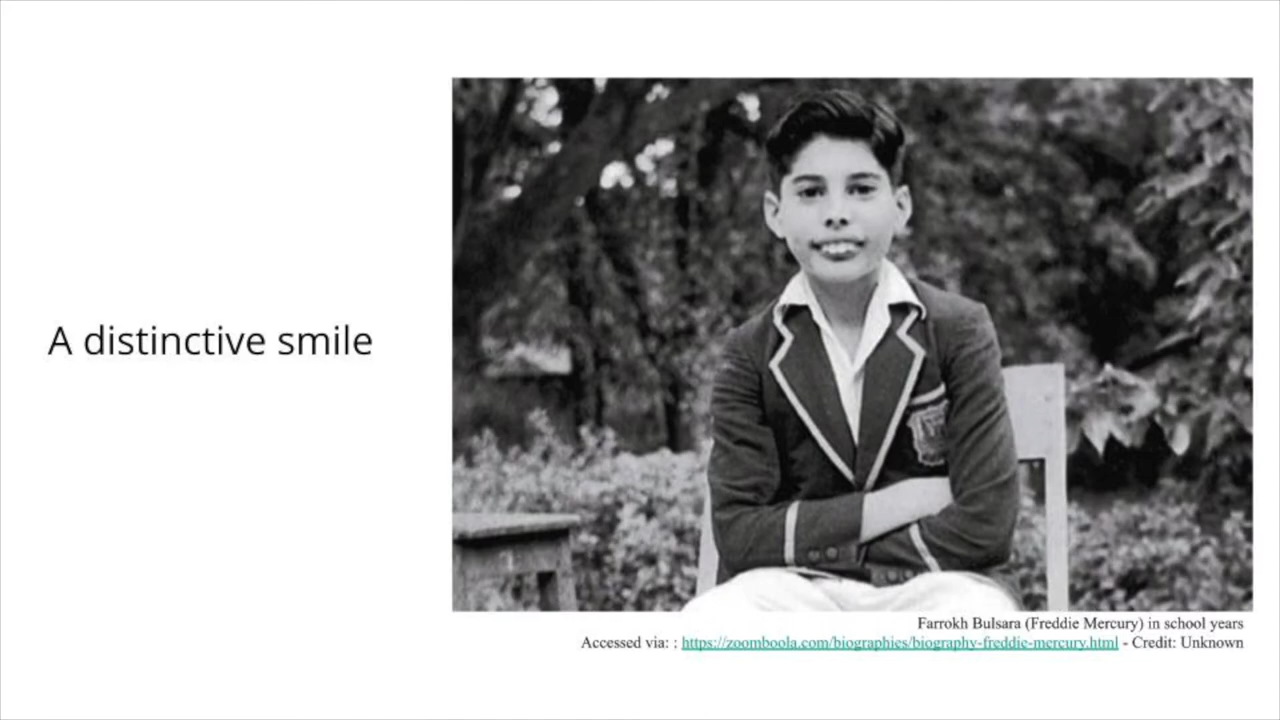 A distinctive smile
Farrokh Bulsara (Freddie Mercury) in school years
Accessed via: : https://zoomboola.com/biographies/biography-freddie-mercury.html - Credit: Unknown